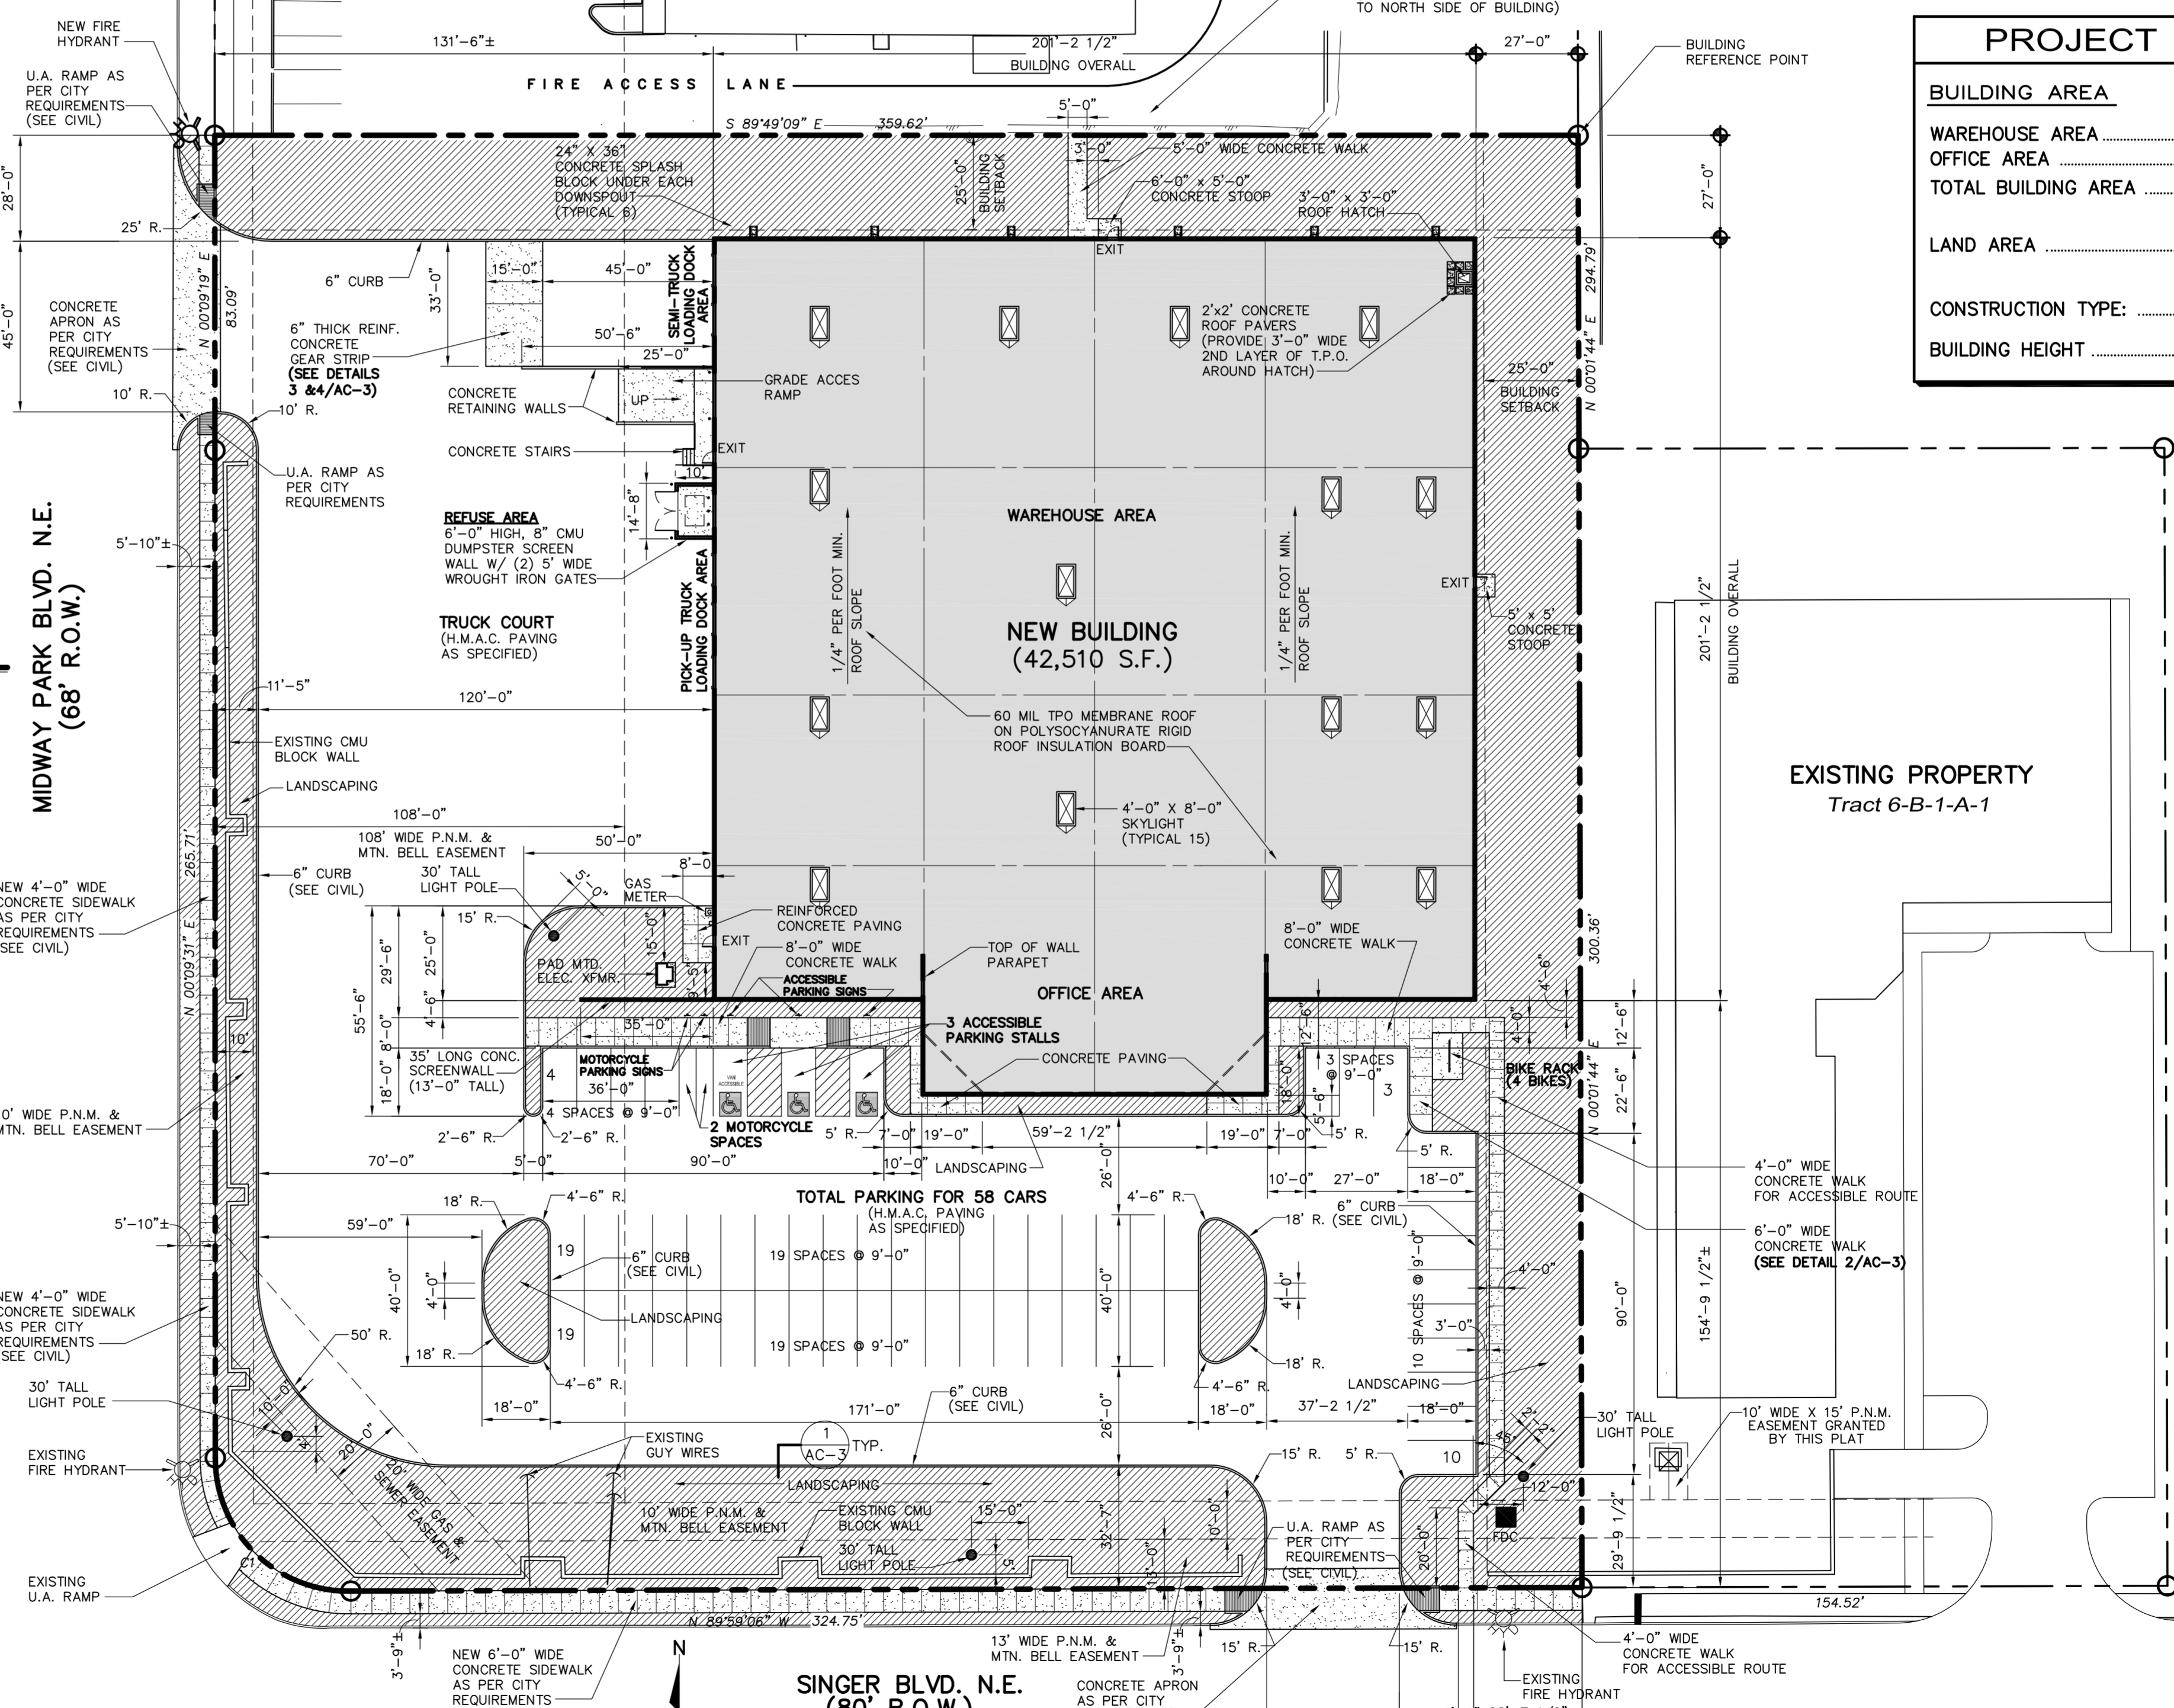 TO NORTH SIDE OF BUILDING)
NEW FIRE
HYDRANT
131'-6"±
201'-2 1/2"
BUILDING OVERALL
27'-0"
BUILDING
REFERENCE POINT
PROJECT
BUILDING AREA
WAREHOUSE AREA
OFFICE AREA
TOTAL BUILDING AREA
LAND AREA
CONSTRUCTION TYPE:
BUILDING HEIGHT
U.A. RAMP AS
PER CITY
REQUIREMENTS
(SEE CIVIL)
FIRE ACCESS LANE
5'-0"
S 89°49'09" E
359.62'
24" X 36"
CONCRETE SPLASH
BLOCK UNDER EACH
DOWNSPOUT
(TYPICAL 6)
25'-0"
BUILDING
SETBACK
3'-0"
5'-0" WIDE CONCRETE WALK
6'-0" x 5'-0"
CONCRETE STOOP
3'-0" x 3'-0"
ROOF HATCH
EXIT
27'-0"
28'-0"
25' R.
45'-0"
6" CURB
33'-0"
15'-0"
45'-0"
SEMI-TRUCK
LOADING DOCK
AREA
N 00°09'19" E
83.09'
CONCRETE
APRON AS
PER CITY
REQUIREMENTS
(SEE CIVIL)
6" THICK REINF.
CONCRETE
GEAR STRIP
(SEE DETAILS
3 &4/AC-3)
50'-6"
25'-0"
2'x2' CONCRETE
ROOF PAVERS
(PROVIDE 3'-0" WIDE
2ND LAYER OF T.P.O.
AROUND HATCH)
25'-0"
BUILDING
SETBACK
N 00°01'44" E 294.79'
10' R.
10' R.
CONCRETE
RETAINING WALLS
UP
GRADE ACCES
RAMP
CONCRETE STAIRS
EXIT
10'
U.A. RAMP AS
PER CITY
REQUIREMENTS
MIDWAY PARK BLVD. N.E.
(68' R.O.W.)
5'-10"±
REFUSE AREA
6'-0" HIGH, 8" CMU
DUMPSTER SCREEN
WALL W/ (2) 5' WIDE
WROUGHT IRON GATES
14'-8"
PICK-UP TRUCK
LOADING DOCK AREA
TRUCK COURT
(H.M.A.C. PAVING
AS SPECIFIED)
WAREHOUSE AREA
1/4" PER FOOT MIN.
ROOF SLOPE
1/4" PER FOOT MIN.
ROOF SLOPE
NEW BUILDING
(42,510 S.F.)
EXIT
5' x 5'
CONCRETE
STOOP
201'-2 1/2"
BUILDING OVERALL
11'-5"
120'-0"
EXISTING CMU
BLOCK WALL
LANDSCAPING
60 MIL TPO MEMBRANE ROOF
ON POLYSOCYANURATE RIGID
ROOF INSULATION BOARD
EXISTING PROPERTY
Tract 6-B-1-A-1
108'-0"
108' WIDE P.N.M. &
MTN. BELL EASEMENT
50'-0"
4'-0" X 8'-0"
SKYLIGHT
(TYPICAL 15)
265.71'
N 00°09'31" E
6" CURB
(SEE CIVIL)
30' TALL
LIGHT POLE
5'-0"
8'-0
GAS
METER
NEW 4'-0" WIDE
CONCRETE SIDEWALK
AS PER CITY
REQUIREMENTS
(SEE CIVIL)
15' R.
15'-0"
REINFORCED
CONCRETE PAVING
EXIT
8'-0" WIDE
CONCRETE WALK
TOP OF WALL
PARAPET
8'-0" WIDE
CONCRETE WALK
300.36'
55'-6"
29'-6"
25'-0"
4'-6"
8'-0"
18'-0"
PAD MTD.
ELEC. XFMR.
9'-5"
ACCESSIBLE
PARKING SIGNS
OFFICE AREA
4'-6"
12'-6"
4'-0"
12'-6"
10'
35'-0"
3 ACCESSIBLE
PARKING STALLS
35' LONG CONC.
SCREENWALL
(13'-0" TALL)
MOTORCYCLE
PARKING SIGNS
4
36'-0"
4 SPACES @ 9'-0"
VAN
ACCESSIBLE
CONCRETE PAVING
3 SPACES
@ 9'-0"
3
18'-0"
5'-6"
BIKE RACK
(4 BIKES)
22'-6"
N 00°01'44" E
10' WIDE P.N.M. &
MTN. BELL EASEMENT
2'-6" R.
2'-6" R.
2 MOTORCYCLE
SPACES
5' R.
7'-0"
19'-0"
59'-2 1/2"
19'-0"
7'-0"
5' R.
5' R.
70'-0"
5'-0"
90'-0"
10'-0"
LANDSCAPING
26'-0"
10'-0"
27'-0"
18'-0"
4'-0" WIDE
CONCRETE WALK
FOR ACCESSIBLE ROUTE
18' R.
4'-6" R.
TOTAL PARKING FOR 58 CARS
(H.M.A.C. PAVING
AS SPECIFIED)
4'-6" R.
18' R.
6" CURB
(SEE CIVIL)
5'-10"±
59'-0"
6'-0" WIDE
CONCRETE WALK
(SEE DETAIL 2/AC-3)
19
6" CURB
(SEE CIVIL)
19 SPACES @ 9'-0"
10 SPACES @ 9'-0"
40'-0"
4'-0"
40'-0"
4'-0"
4'-0"
90'-0"
154'-9 1/2"±
NEW 4'-0" WIDE
CONCRETE SIDEWALK
AS PER CITY
REQUIREMENTS
(SEE CIVIL)
50' R.
18' R.
LANDSCAPING
19
19 SPACES @ 9'-0"
3'-0"
18' R.
4'-6" R.
4'-6" R.
LANDSCAPING
30' TALL
LIGHT POLE
10'-0"
4'
20'-0"
18'-0"
171'-0"
6" CURB
(SEE CIVIL)
26'-0"
18'-0"
37'-2 1/2"
18'-0"
2'-2"
45°
30' TALL
LIGHT POLE
10' WIDE X 15' P.N.M.
EASEMENT GRANTED
BY THIS PLAT
EXISTING
FIRE HYDRANT
EXISTING
GUY WIRES
1
AC-3
TYP.
15' R.
5' R.
10
20' WIDE GAS &
SEWER EASEMENT
LANDSCAPING
12'-0"
10' WIDE P.N.M. &
MTN. BELL EASEMENT
EXISTING CMU
BLOCK WALL
15'-0"
32'-7"
10'-0"
13'-0"
U.A. RAMP AS
PER CITY
REQUIREMENTS
(SEE CIVIL)
20'-0"
FDC
29'-9 1/2"
30' TALL
LIGHT POLE
5'
C1
EXISTING
U.A. RAMP
N 89°59'06" W
324.75'
154.52'
3'-9"±
NEW 6'-0" WIDE
CONCRETE SIDEWALK
AS PER CITY
REQUIREMENTS
N
13' WIDE P.N.M. &
MTN. BELL EASEMENT
3'-9"±
15' R.
15' R.
4'-0" WIDE
CONCRETE WALK
FOR ACCESSIBLE ROUTE
SINGER BLVD. N.E.
(80' R.O.W.)
CONCRETE APRON
AS PER CITY
EXISTING
FIRE HYDRANT